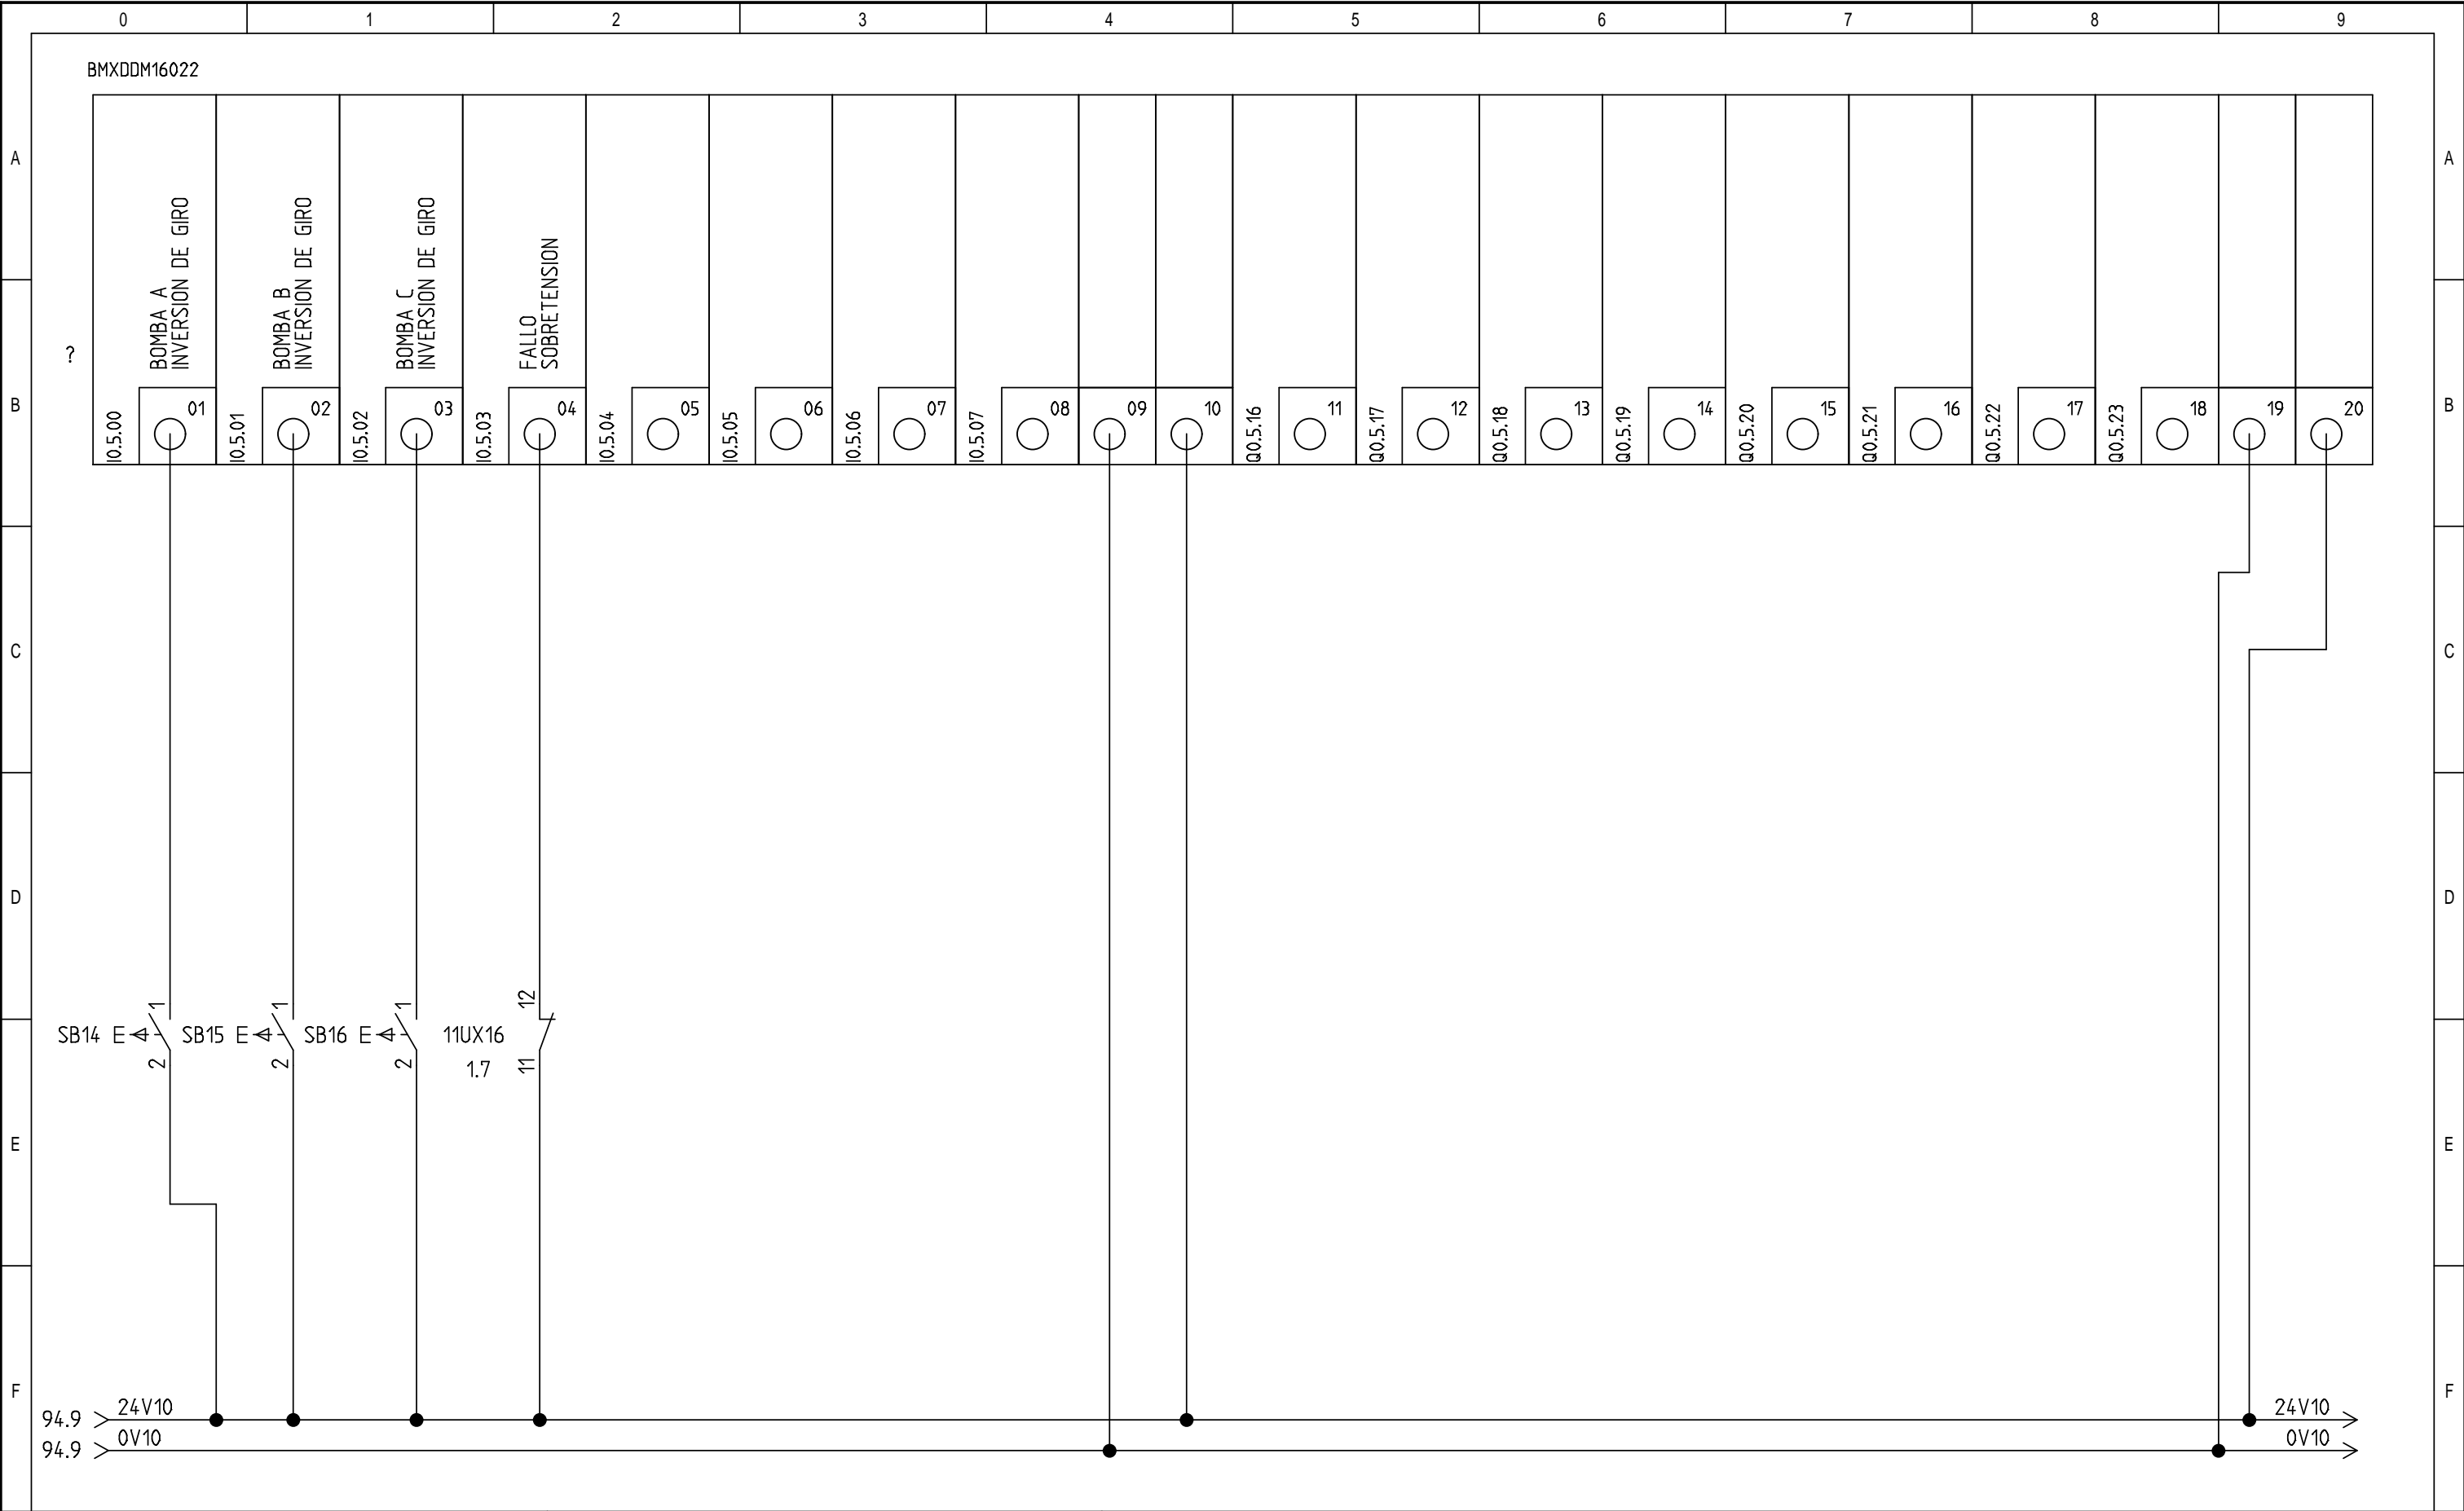 0 1 2 3 4 5 6 7 8 9
BMXDDM16022
A A
BOMBA A
INVERSION DE GIRO
BOMBA B
INVERSION DE GIRO
BOMBA C
INVERSION DE GIRO
FALLO
SOBRETENSION
?
B B
I0.5.00 01 I0.5.01 02 I0.5.02 03 I0.5.03 04 I0.5.04 05 I0.5.05 06 I0.5.06 07 I0.5.07 08 09 10 Q0.5.16 11 Q0.5.17 12 Q0.5.18 13 Q0.5.19 14 Q0.5.20 15 Q0.5.21 16 Q0.5.22 17 Q0.5.23 18 19 20
C C
D D
1 1 1 12
SB14 SB15 SB16 11UX16
2 2 2 1.7 11
E E
F F
94.9 24V10 24V10
94.9 0V10 0V10